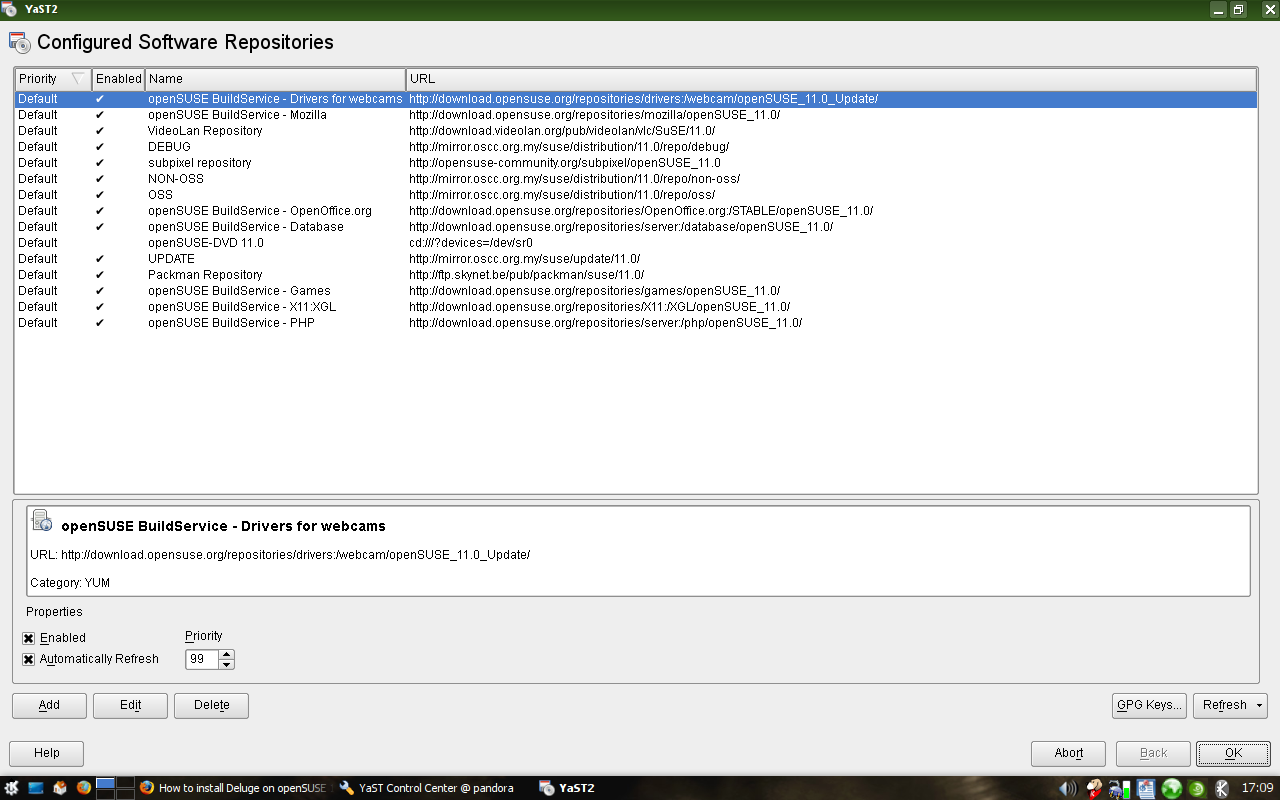 YaST2
Configured Software Repositories
Priority Enabled Name URL
Default ✔ openSUSE BuildService - Drivers for webcams http://download.opensuse.org/repositories/drivers:/webcam/openSUSE_11.0_Update/
Default ✔ openSUSE BuildService - Mozilla http://download.opensuse.org/repositories/mozilla/openSUSE_11.0/
Default ✔ VideoLan Repository http://download.videolan.org/pub/videolan/vlc/SuSE/11.0/
Default ✔ DEBUG http://mirror.oscc.org.my/suse/distribution/11.0/repo/debug/
Default ✔ subpixel repository http://opensuse-community.org/subpixel/openSUSE_11.0
Default ✔ NON-OSS http://mirror.oscc.org.my/suse/distribution/11.0/repo/non-oss/
Default ✔ OSS http://mirror.oscc.org.my/suse/distribution/11.0/repo/oss/
Default ✔ openSUSE BuildService - OpenOffice.org http://download.opensuse.org/repositories/OpenOffice.org:/STABLE/openSUSE_11.0/
Default ✔ openSUSE BuildService - Database http://download.opensuse.org/repositories/server:/database/openSUSE_11.0/
Default openSUSE-DVD 11.0 cd:///?devices=/dev/sr0
Default ✔ UPDATE http://mirror.oscc.org.my/suse/update/11.0/
Default ✔ Packman Repository http://ftp.skynet.be/pub/packman/suse/11.0/
Default ✔ openSUSE BuildService - Games http://download.opensuse.org/repositories/games/openSUSE_11.0/
Default ✔ openSUSE BuildService - X11:XGL http://download.opensuse.org/repositories/X11:/XGL/openSUSE_11.0/
Default ✔ openSUSE BuildService - PHP http://download.opensuse.org/repositories/server:/php/openSUSE_11.0/
openSUSE BuildService - Drivers for webcams
URL: http://download.opensuse.org/repositories/drivers:/webcam/openSUSE_11.0_Update/
Category: YUM
Properties
Enabled Priority
Automatically Refresh 99
Add Edit Delete GPG Keys... Refresh
Help Abort Back OK
How to install Deluge on openSUSE YaST Control Center @ pandora YaST2 17:09